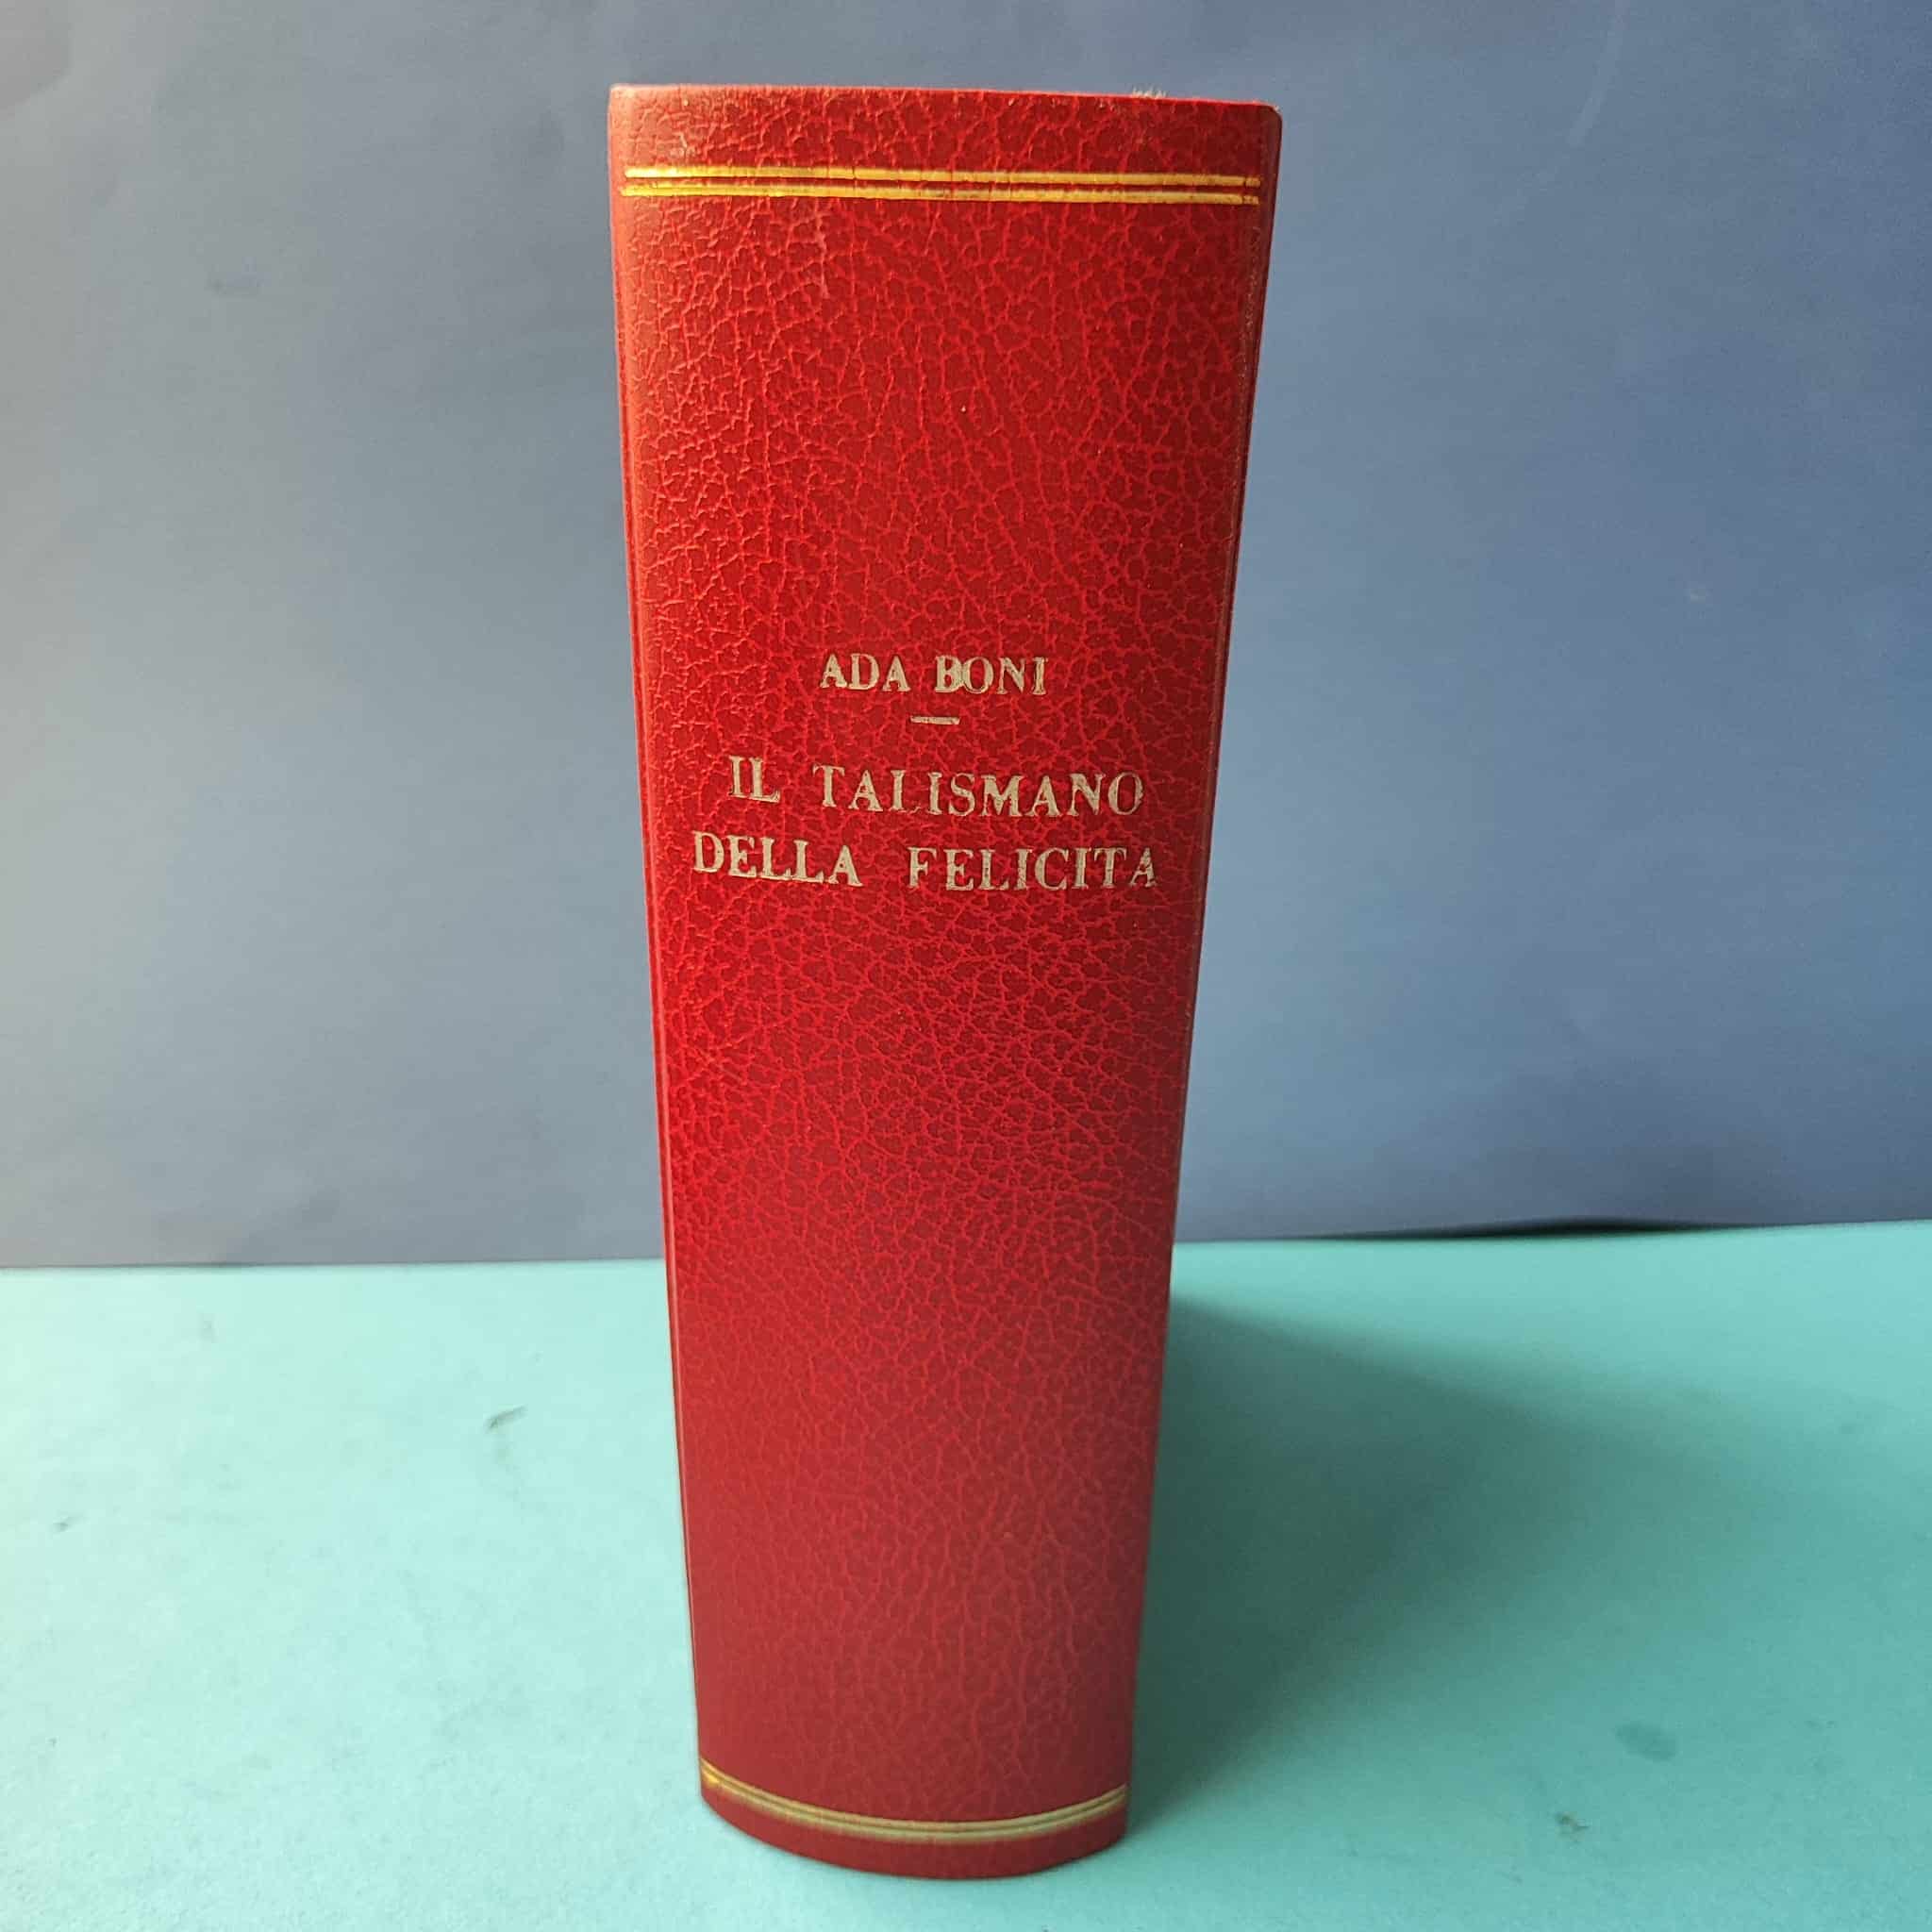 ADA BONI
IL TALISMANO
DELLA FELICITA